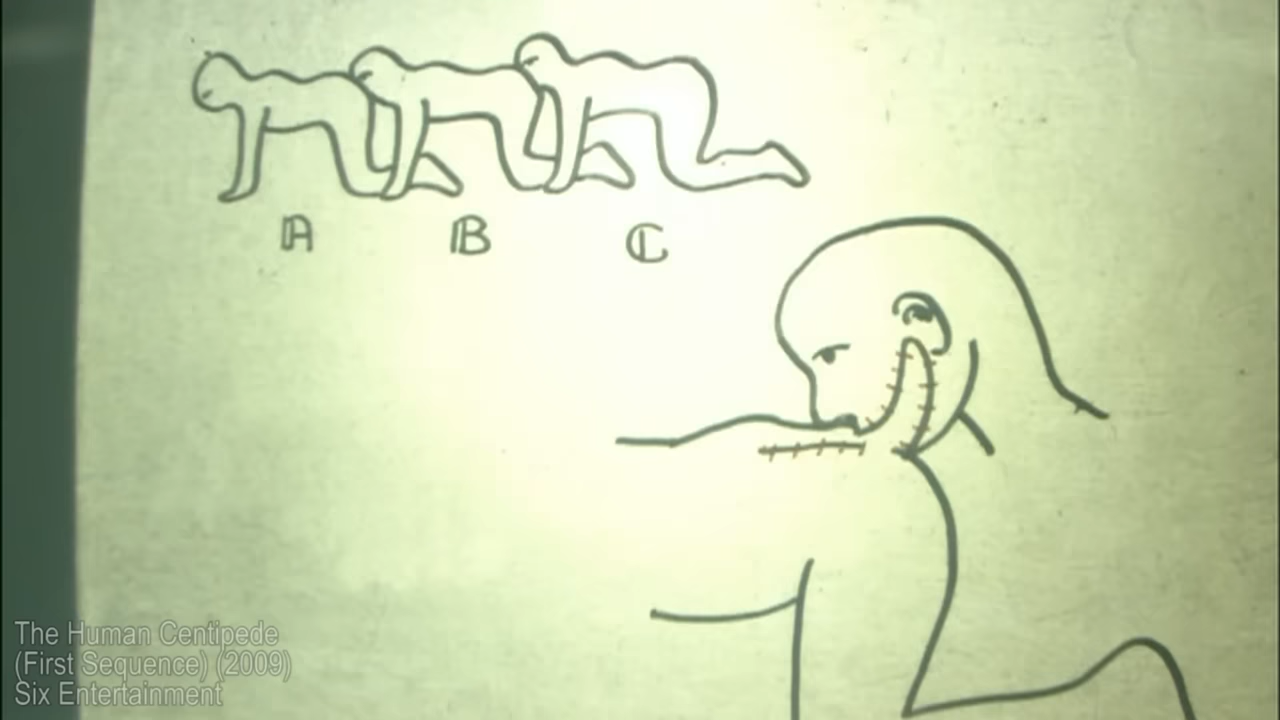 A B C
The Human Centipede
(First Sequence) (2009)
Six Entertainment